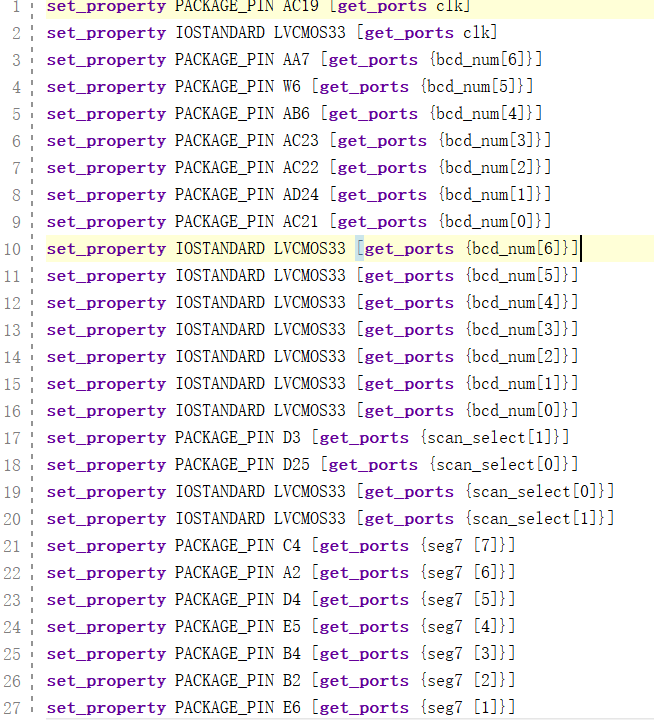 1 set_property PACKAGE_PIN AC19 [get_ports clk]
2 set_property IOSTANDARD LVCMOS33 [get_ports clk]
3 set_property PACKAGE_PIN AA7 [get_ports {bcd_num[6]}]
4 set_property PACKAGE_PIN W6 [get_ports {bcd_num[5]}]
5 set_property PACKAGE_PIN AB6 [get_ports {bcd_num[4]}]
6 set_property PACKAGE_PIN AC23 [get_ports {bcd_num[3]}]
7 set_property PACKAGE_PIN AC22 [get_ports {bcd_num[2]}]
8 set_property PACKAGE_PIN AD24 [get_ports {bcd_num[1]}]
9 set_property PACKAGE_PIN AC21 [get_ports {bcd_num[0]}]
10 set_property IOSTANDARD LVCMOS33 [get_ports {bcd_num[6]}]
11 set_property IOSTANDARD LVCMOS33 [get_ports {bcd_num[5]}]
12 set_property IOSTANDARD LVCMOS33 [get_ports {bcd_num[4]}]
13 set_property IOSTANDARD LVCMOS33 [get_ports {bcd_num[3]}]
14 set_property IOSTANDARD LVCMOS33 [get_ports {bcd_num[2]}]
15 set_property IOSTANDARD LVCMOS33 [get_ports {bcd_num[1]}]
16 set_property IOSTANDARD LVCMOS33 [get_ports {bcd_num[0]}]
17 set_property PACKAGE_PIN D3 [get_ports {scan_select[1]}]
18 set_property PACKAGE_PIN D25 [get_ports {scan_select[0]}]
19 set_property IOSTANDARD LVCMOS33 [get_ports {scan_select[0]}]
20 set_property IOSTANDARD LVCMOS33 [get_ports {scan_select[1]}]
21 set_property PACKAGE_PIN C4 [get_ports {seg7 [7]}]
22 set_property PACKAGE_PIN A2 [get_ports {seg7 [6]}]
23 set_property PACKAGE_PIN D4 [get_ports {seg7 [5]}]
24 set_property PACKAGE_PIN E5 [get_ports {seg7 [4]}]
25 set_property PACKAGE_PIN B4 [get_ports {seg7 [3]}]
26 set_property PACKAGE_PIN B2 [get_ports {seg7 [2]}]
27 set_property PACKAGE_PIN E6 [get_ports {seg7 [1]}]